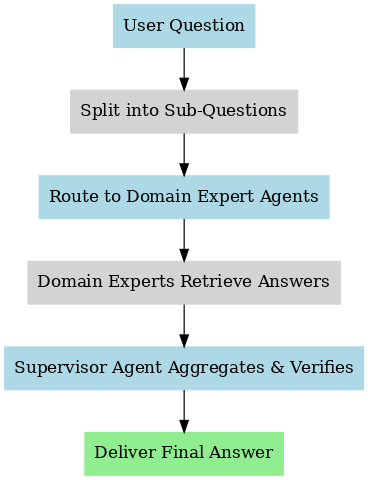 User Question
Split into Sub-Questions
Route to Domain Expert Agents
Domain Experts Retrieve Answers
Supervisor Agent Aggregates & Verifies
Deliver Final Answer